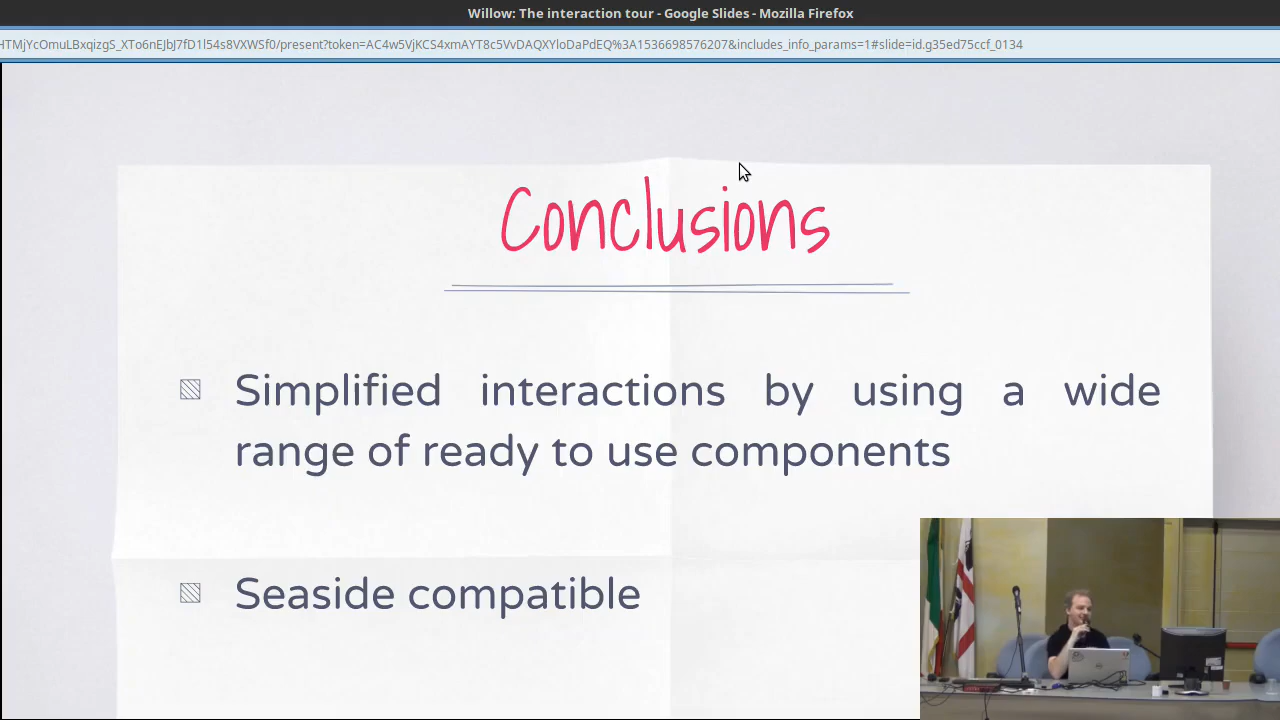 Willow: The interaction tour - Google Slides - Mozilla Firefox
HTMjYcOmuLBxqizgS_XTo6nEJbJ7fD1l54s8VXWSf0/present?token=AC4w5VjKCS4xmAYT8c5VvDAQXYloDaPdEQ%3A1536698576207&includes_info_params=1#slide=id.g35ed75ccf_0134
Conclusions
Simplified interactions by using a wide
range of ready to use components
Seaside compatible